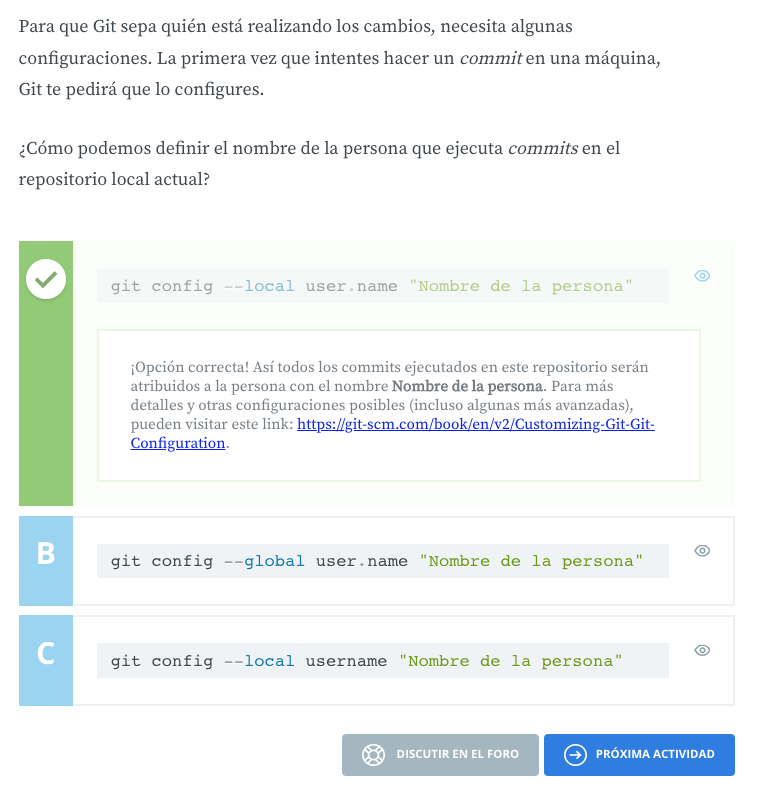 Para que Git sepa quién está realizando los cambios, necesita algunas
configuraciones. La primera vez que intentes hacer un commit en una máquina,
Git te pedirá que lo configures.
¿Cómo podemos definir el nombre de la persona que ejecuta commits en el
repositorio local actual?
git config --local user.name "Nombre de la persona"
¡Opción correcta! Así todos los commits ejecutados en este repositorio serán
atribuidos a la persona con el nombre Nombre de la persona. Para más
detalles y otras configuraciones posibles (incluso algunas más avanzadas),
pueden visitar este link: https://git-scm.com/book/en/v2/Customizing-Git-Git-
Configuration.
B
git config --global user.name "Nombre de la persona"
C
git config --local username "Nombre de la persona"
DISCUTIR EN EL FORO
PRÓXIMA ACTIVIDAD